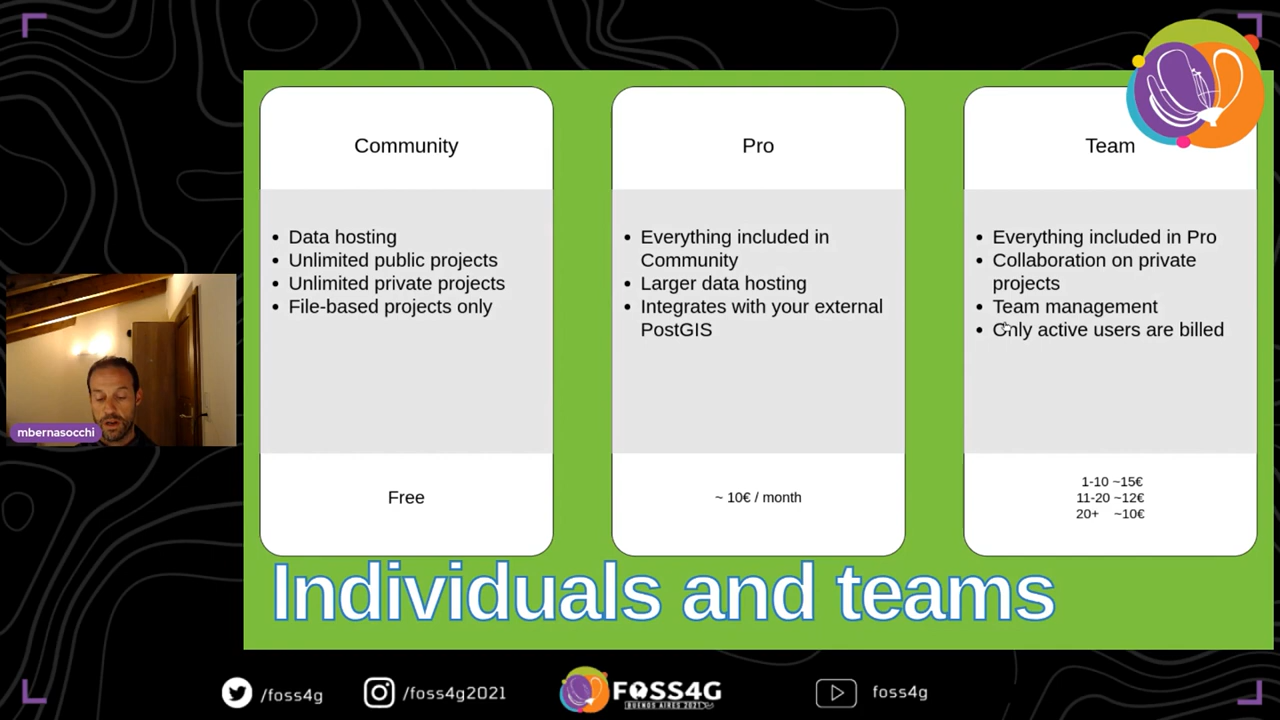 Community
Data hosting
Unlimited public projects
Unlimited private projects
File-based projects only
Free
Pro
Everything included in
Community
Larger data hosting
Integrates with your external
PostGIS
~ 10€ / month
Team
Everything included in Pro
Collaboration on private
projects
Team management
Only active users are billed
1-10 ~15€
11-20 ~12€
20+ ~10€
Individuals and teams
mbernasocchi
/foss4g
/foss4g2021
FOSS4G
BUENOS AIRES 2021
foss4g